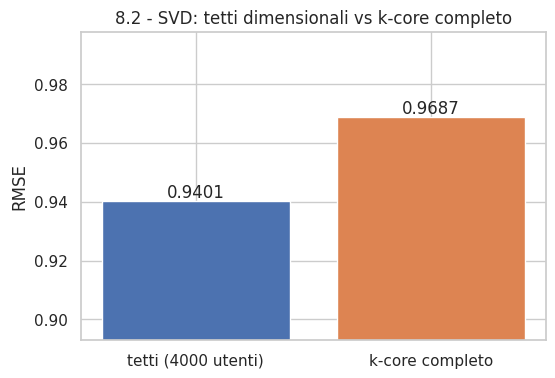 8.2 - SVD: tetti dimensionali vs k-core completo
RMSE
0.98
0.96
0.94
0.92
0.90
0.9401
0.9687
tetti (4000 utenti)
k-core completo